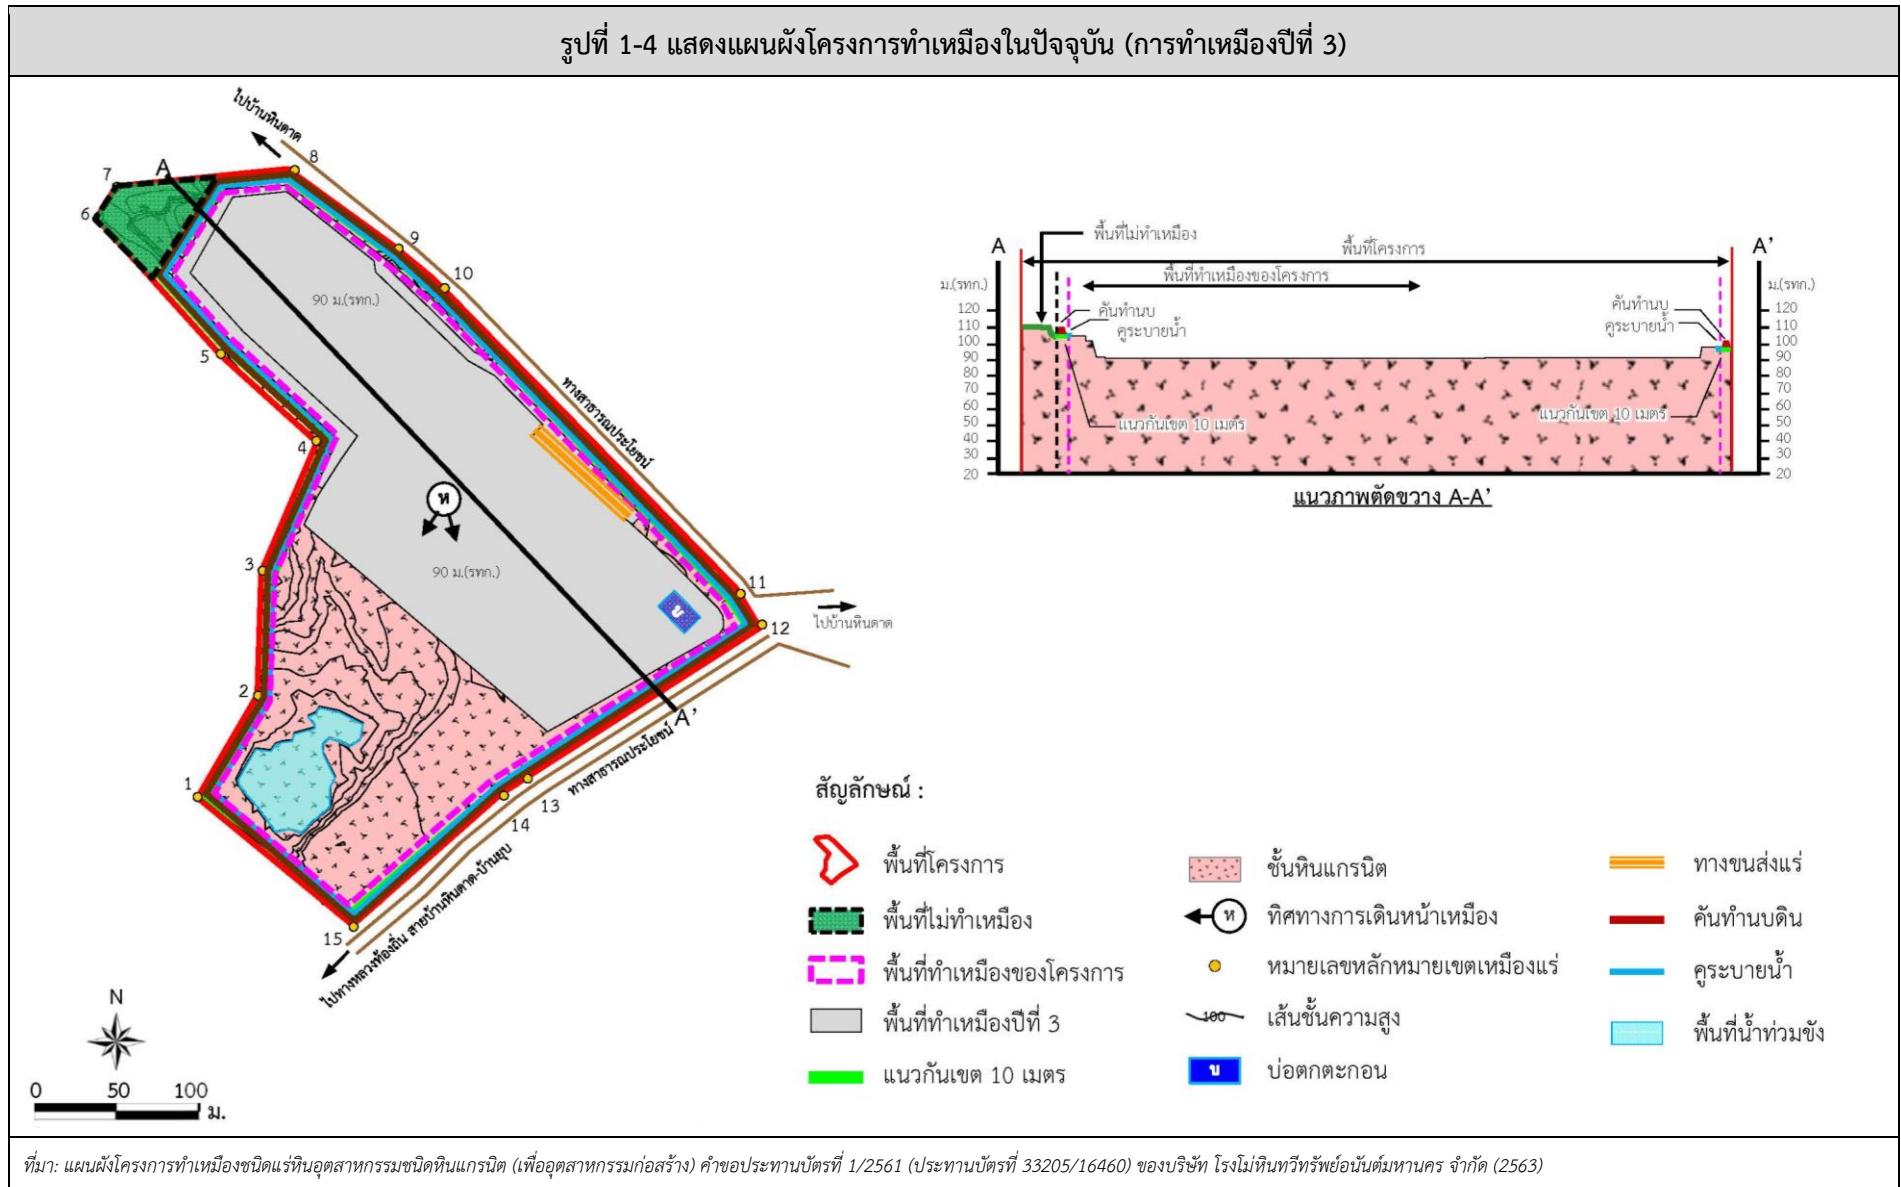 รูปที่ 1-4 แสดงแผนผังโครงการทำเหมืองในปัจจุบัน (การทำเหมืองปีที่ 3)
ไปบ้านหินดาด
8
7
A
6
9
10
90 ม.(รทก.)
5
4
ทางสาธารณประโยชน์
ห
3
90 ม.(รทก.)
11
บ
12
ไปบ้านหินดาด
2
A'
1
ทางสาธารณประโยชน์
13
14
15
ไปทางหลวงท้องถิ่น สายบ้านหินดาด-บ้านยุบ
N
0 50 100
ม.
A
A'
พื้นที่ไม่ทำเหมือง
พื้นที่โครงการ
พื้นที่ทำเหมืองของโครงการ
ม.(รทก.)
ม.(รทก.)
คันทำนบ
คูระบายน้ำ
คันทำนบ
คูระบายน้ำ
120
110
100
90
80
70
60
50
40
30
20
120
110
100
90
80
70
60
50
40
30
20
แนวกันเขต 10 เมตร
แนวกันเขต 10 เมตร
แนวภาพตัดขวาง A-A'
สัญลักษณ์ :
พื้นที่โครงการ
พื้นที่ไม่ทำเหมือง
พื้นที่ทำเหมืองของโครงการ
พื้นที่ทำเหมืองปีที่ 3
แนวกันเขต 10 เมตร
ชั้นหินแกรนิต
ห
ทิศทางการเดินหน้าเหมือง
หมายเลขหลักหมายเขตเหมืองแร่
100
เส้นชั้นความสูง
บ
บ่อตกตะกอน
ทางขนส่งแร่
คันทำนบดิน
คูระบายน้ำ
พื้นที่น้ำท่วมขัง
ที่มา: แผนผังโครงการทำเหมืองชนิดแร่หินอุตสาหกรรมชนิดหินแกรนิต (เพื่ออุตสาหกรรมก่อสร้าง) คำขอประทานบัตรที่ 1/2561 (ประทานบัตรที่ 33205/16460) ของบริษัท โรงโม่หินทวีทรัพย์อนันต์มหานคร จำกัด (2563)